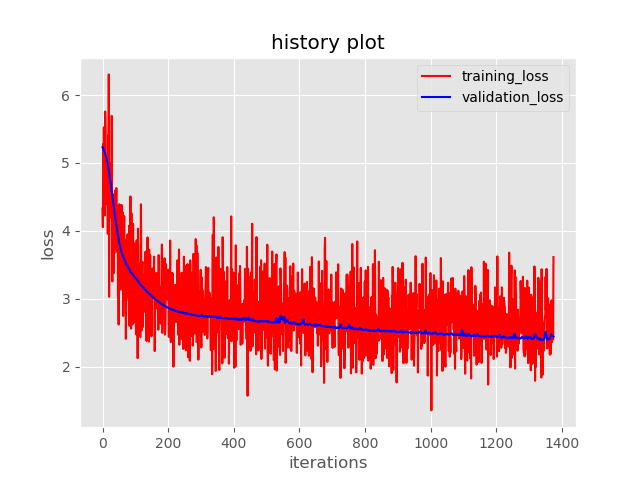 history plot
training_loss
validation_loss
6
5
4
3
2
loss
0 200 400 600 800 1000 1200 1400
iterations